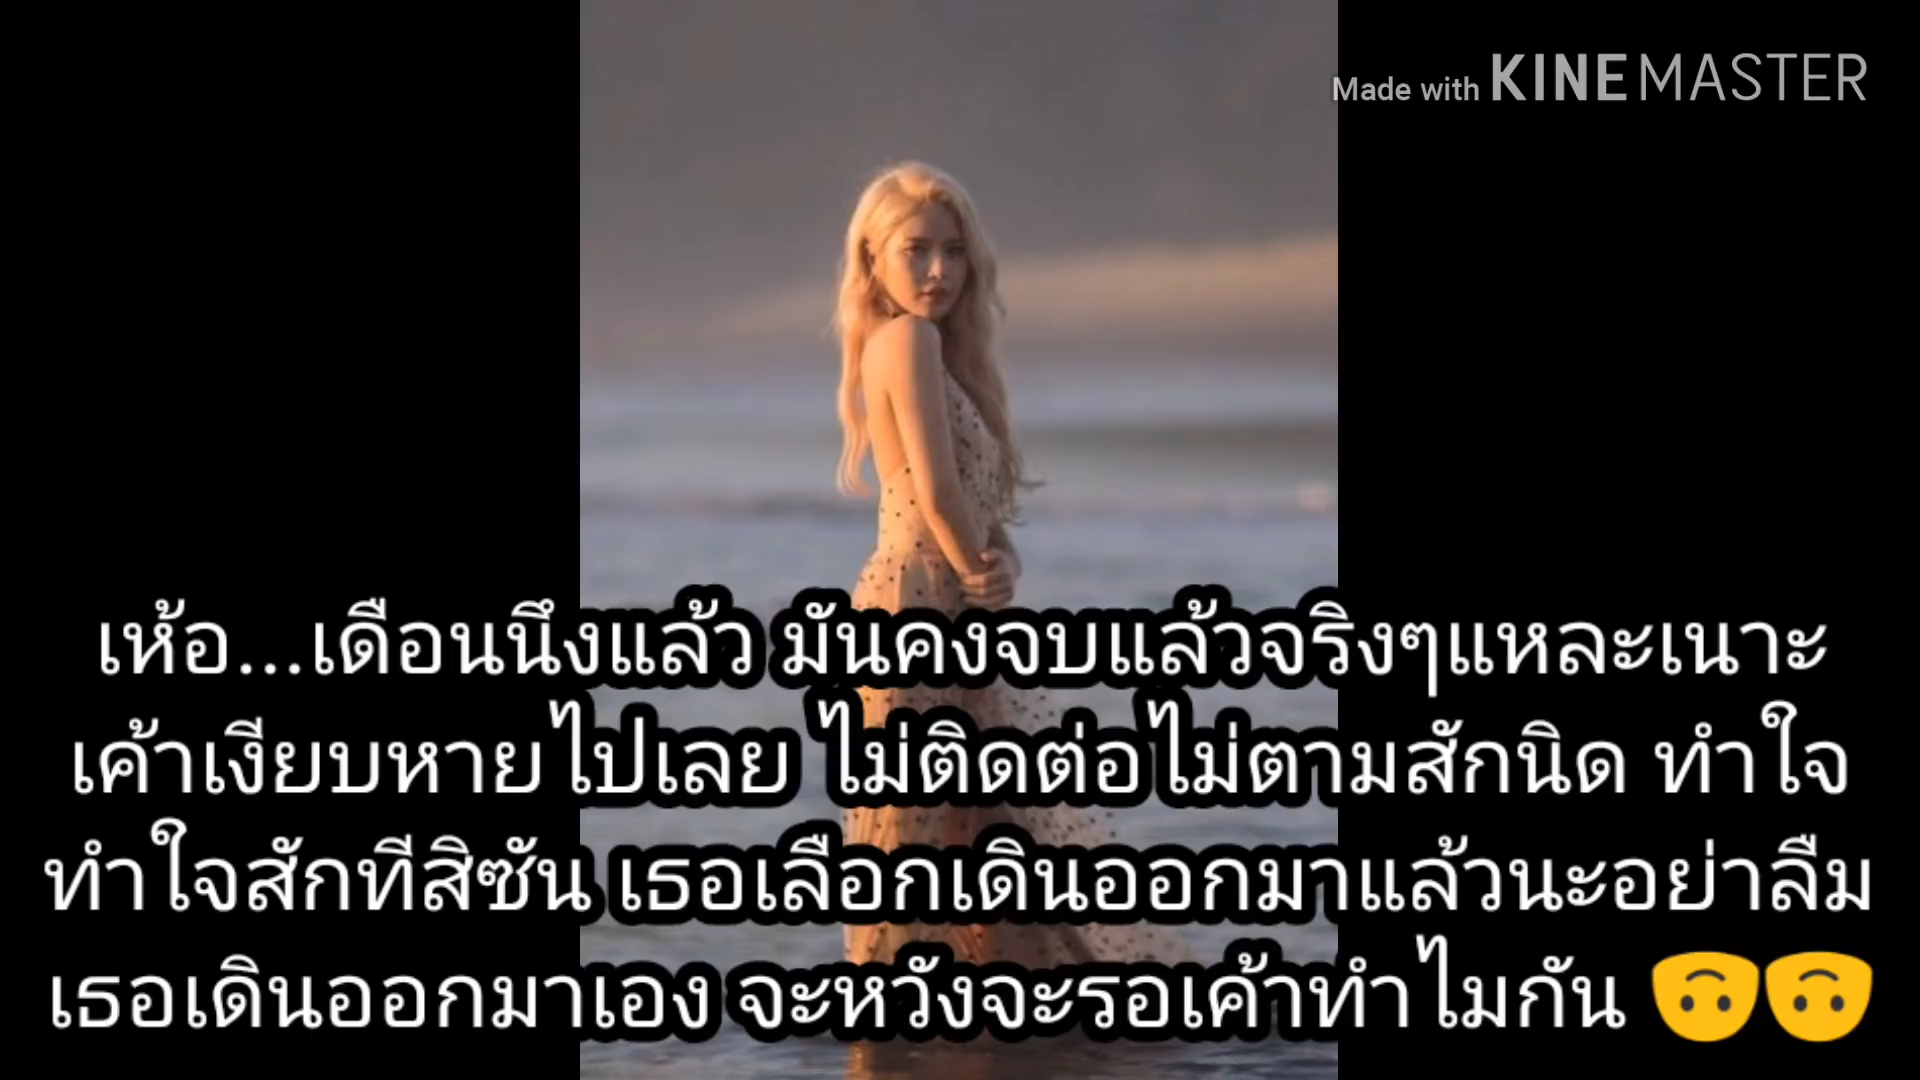 Made with KINEMASTER
เห้อ...เดือนนึงแล้ว มันคงจบแล้วจริงๆแหละเนาะ
เค้าเงียบหายไปเลย ไม่ติดต่อไม่ตามสักนิด ทำใจ
ทำใจสักทีสิซัน เธอเลือกเดินออกมาแล้วนะอย่าลืม
เธอเดินออกมาเอง จะหวังจะรอเค้าทำไมกัน 🙃🙃